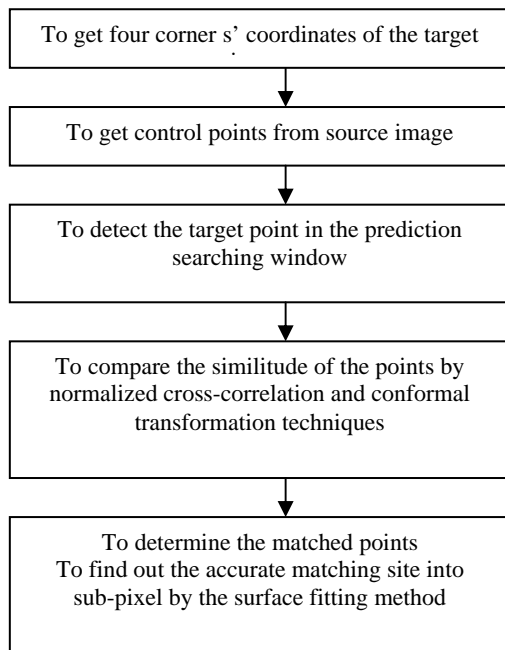 To get four corner s’ coordinates of the target
.
To get control points from source image
To detect the target point in the prediction
searching window
To compare the similitude of the points by
normalized cross-correlation and conformal
transformation techniques
To determine the matched points
To find out the accurate matching site into
sub-pixel by the surface fitting method